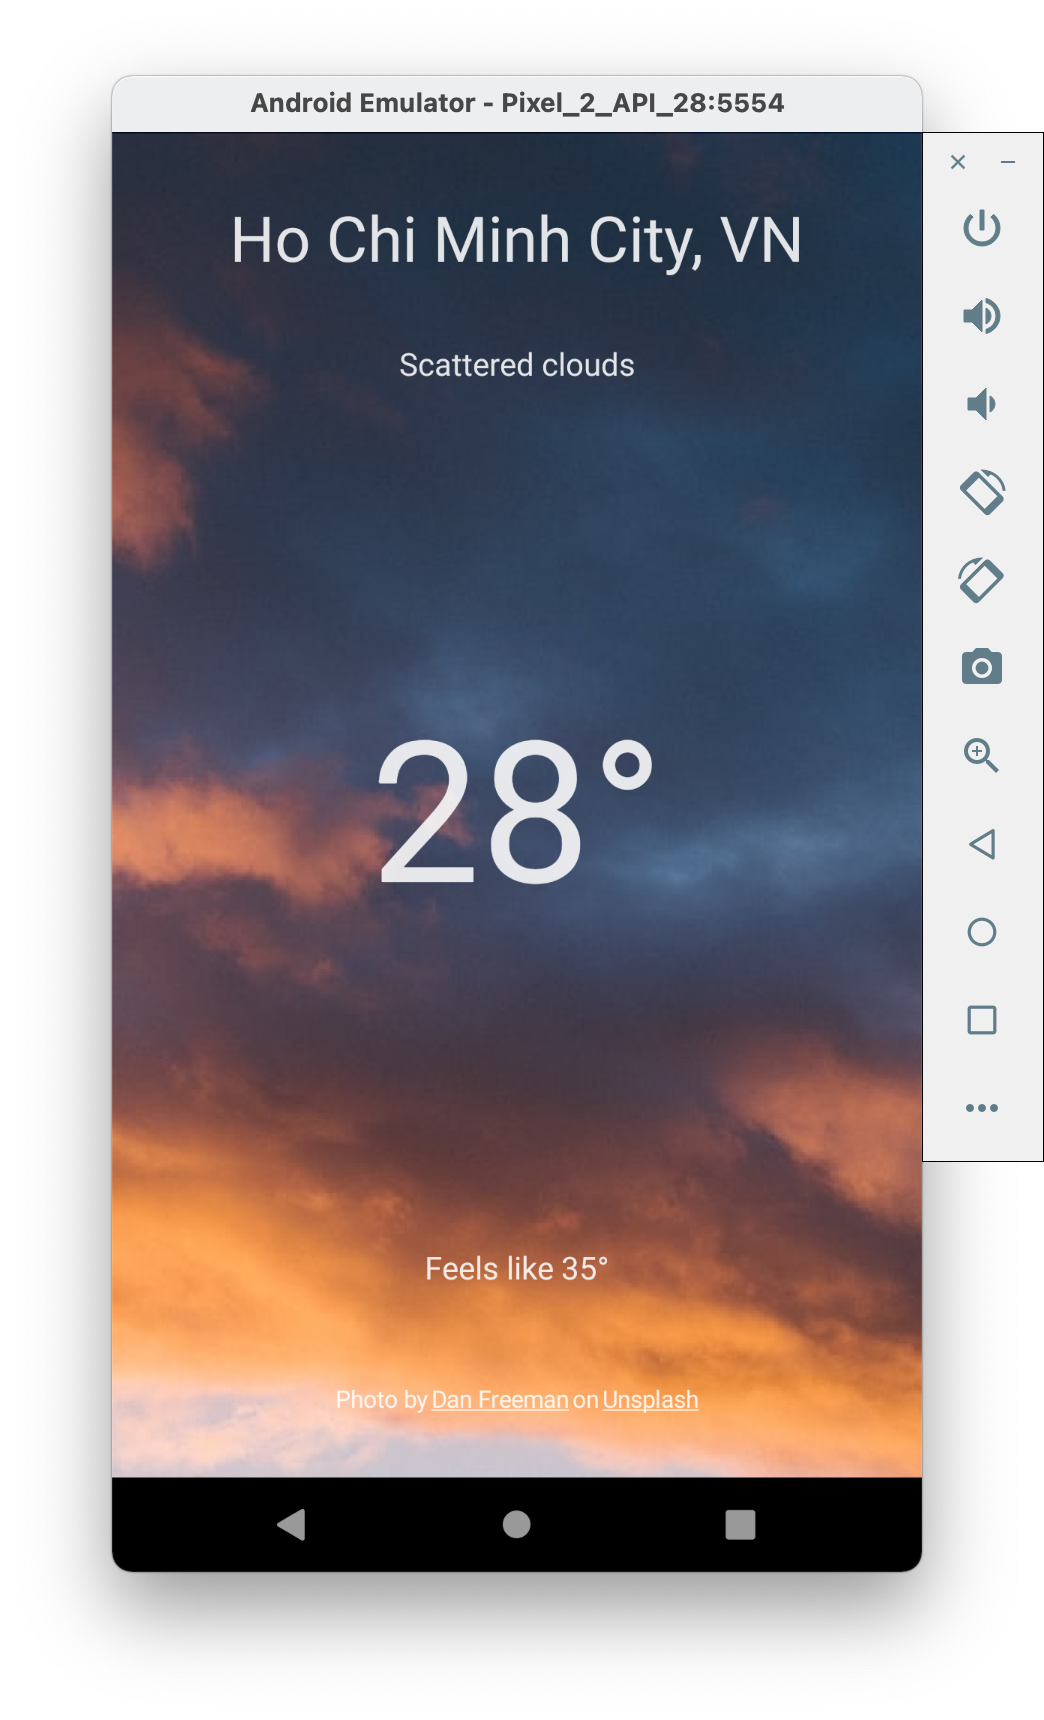 Android Emulator - Pixel_2_API_28:5554
Ho Chi Minh City, VN
Scattered clouds
28°
Feels like 35°
Photo by Dan Freeman on Unsplash